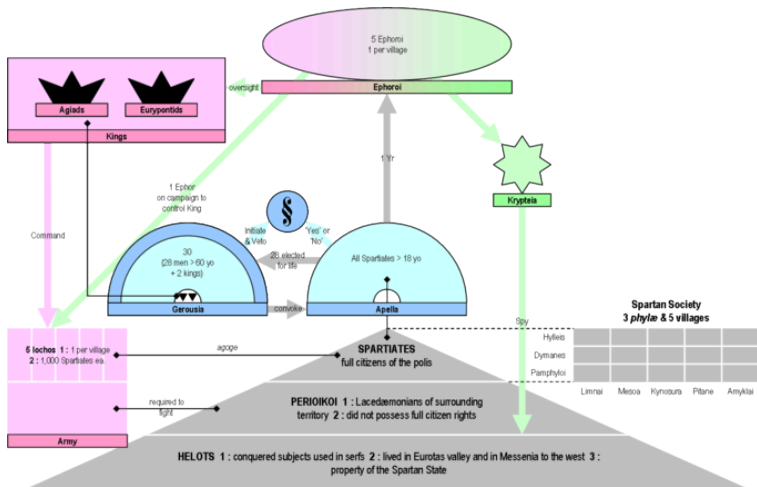 5 Ephoroi
1 per village
Ephoroi
oversight
Agiads
Eurypontids
Kings
1 Yr
Krypteia
1 Ephor
on campaign to
control King
Command
§
Initiate
& Veto
'Yes' or
'No'
30
(28 men > 60 yo
+ 2 kings)
28 elected
for life
All Spartiates > 18 yo
Gerousia
convoke
Apella
Spy
Spartan Society
3 phylæ & 5 villages
Hylleis
Dymanes
Pamphyloi
Limnai
Mesoa
Kynosura
Pitane
Amyklai
5 lochos 1 : 1 per village
2 : 1,000 Spartiates ea.
agoge
SPARTIATES
full citizens of the polis
required to
fight
PERIOIKOI 1 : Lacedæmonians of surrounding
territory 2 : did not possess full citizen rights
Army
HELOTS 1 : conquered subjects used in serfs 2 : lived in Eurotas valley and in Messenia to the west 3 :
property of the Spartan State